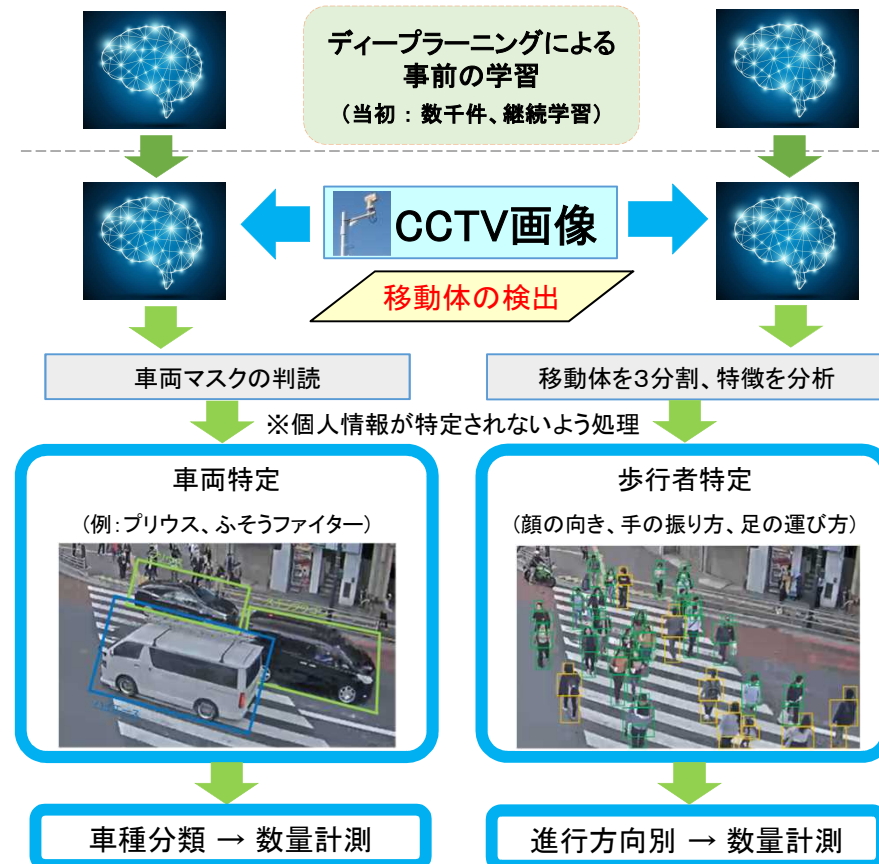 ディープラーニングによる
事前の学習
（当初：数千件、継続学習）
CCTV画像
移動体の検出
車両マスクの判読
移動体を3分割、特徴を分析
※個人情報が特定されないよう処理
車両特定
（例：プリウス、ふそうファイター）
ハイエース
歩行者特定
（顔の向き、手の振り方、足の運び方）
車種分類 → 数量計測
進行方向別 → 数量計測